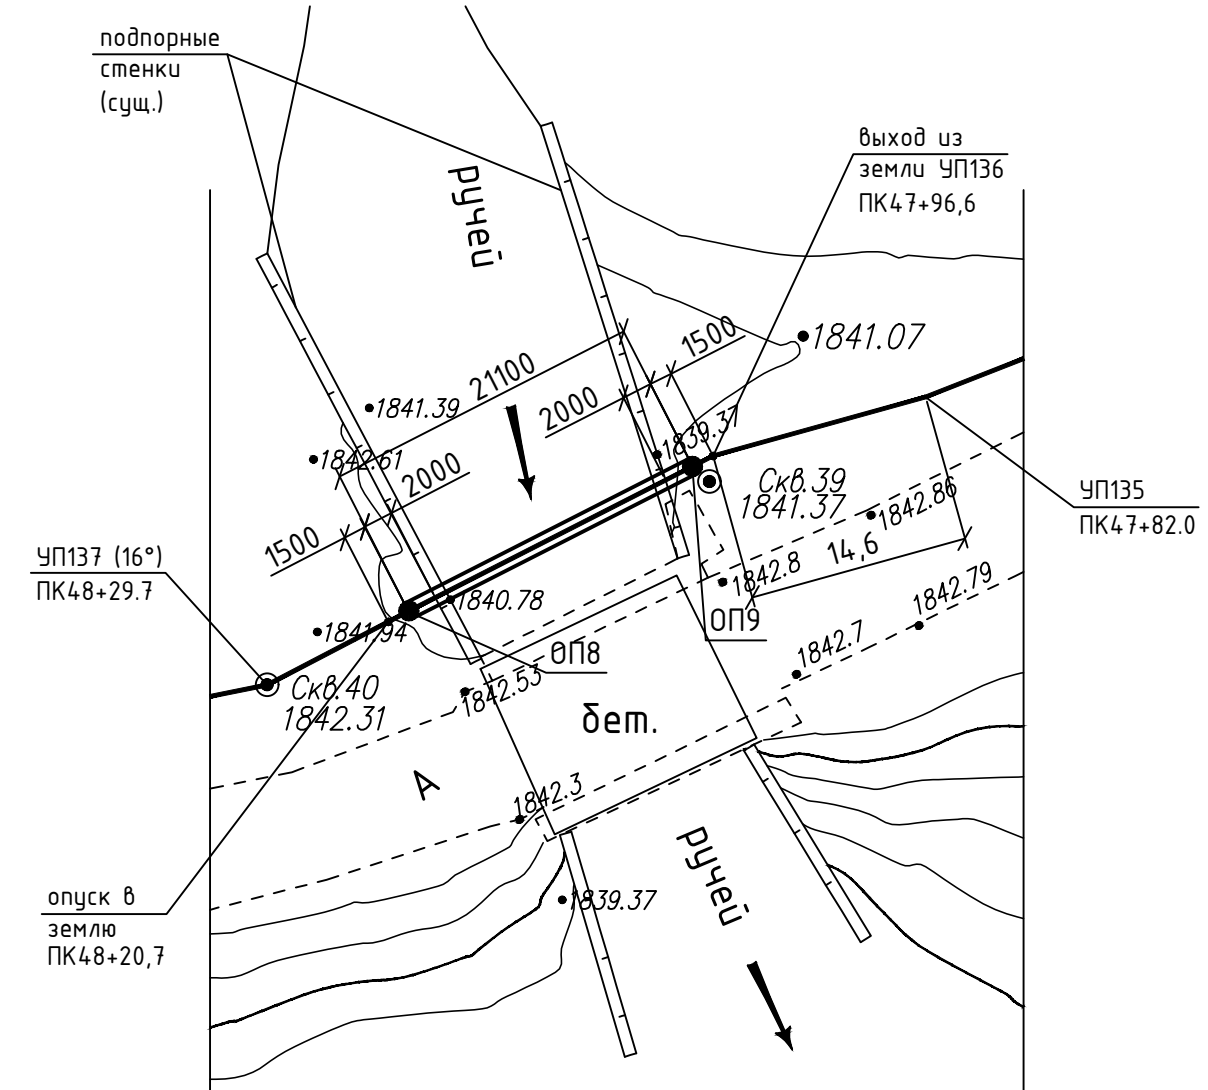 подпорные
стенки
(сущ.)
выход из
земли УП136
ПК47+96,6
ручей
1841.07
1500
21100
2000
1841.39
1839.37
1842.61
2000
Скв.39
1841.37
УП135
ПК47+82.0
1842.86
1500
14,6
УП137 (16°)
ПК48+29.7
1842.8
1842.79
1840.78
ОП9
1841.94
ОП8
1842.7
Скв.40
1842.31
1842.53
бет.
А
1842.3
ручей
опуск в
землю
ПК48+20,7
1839.37